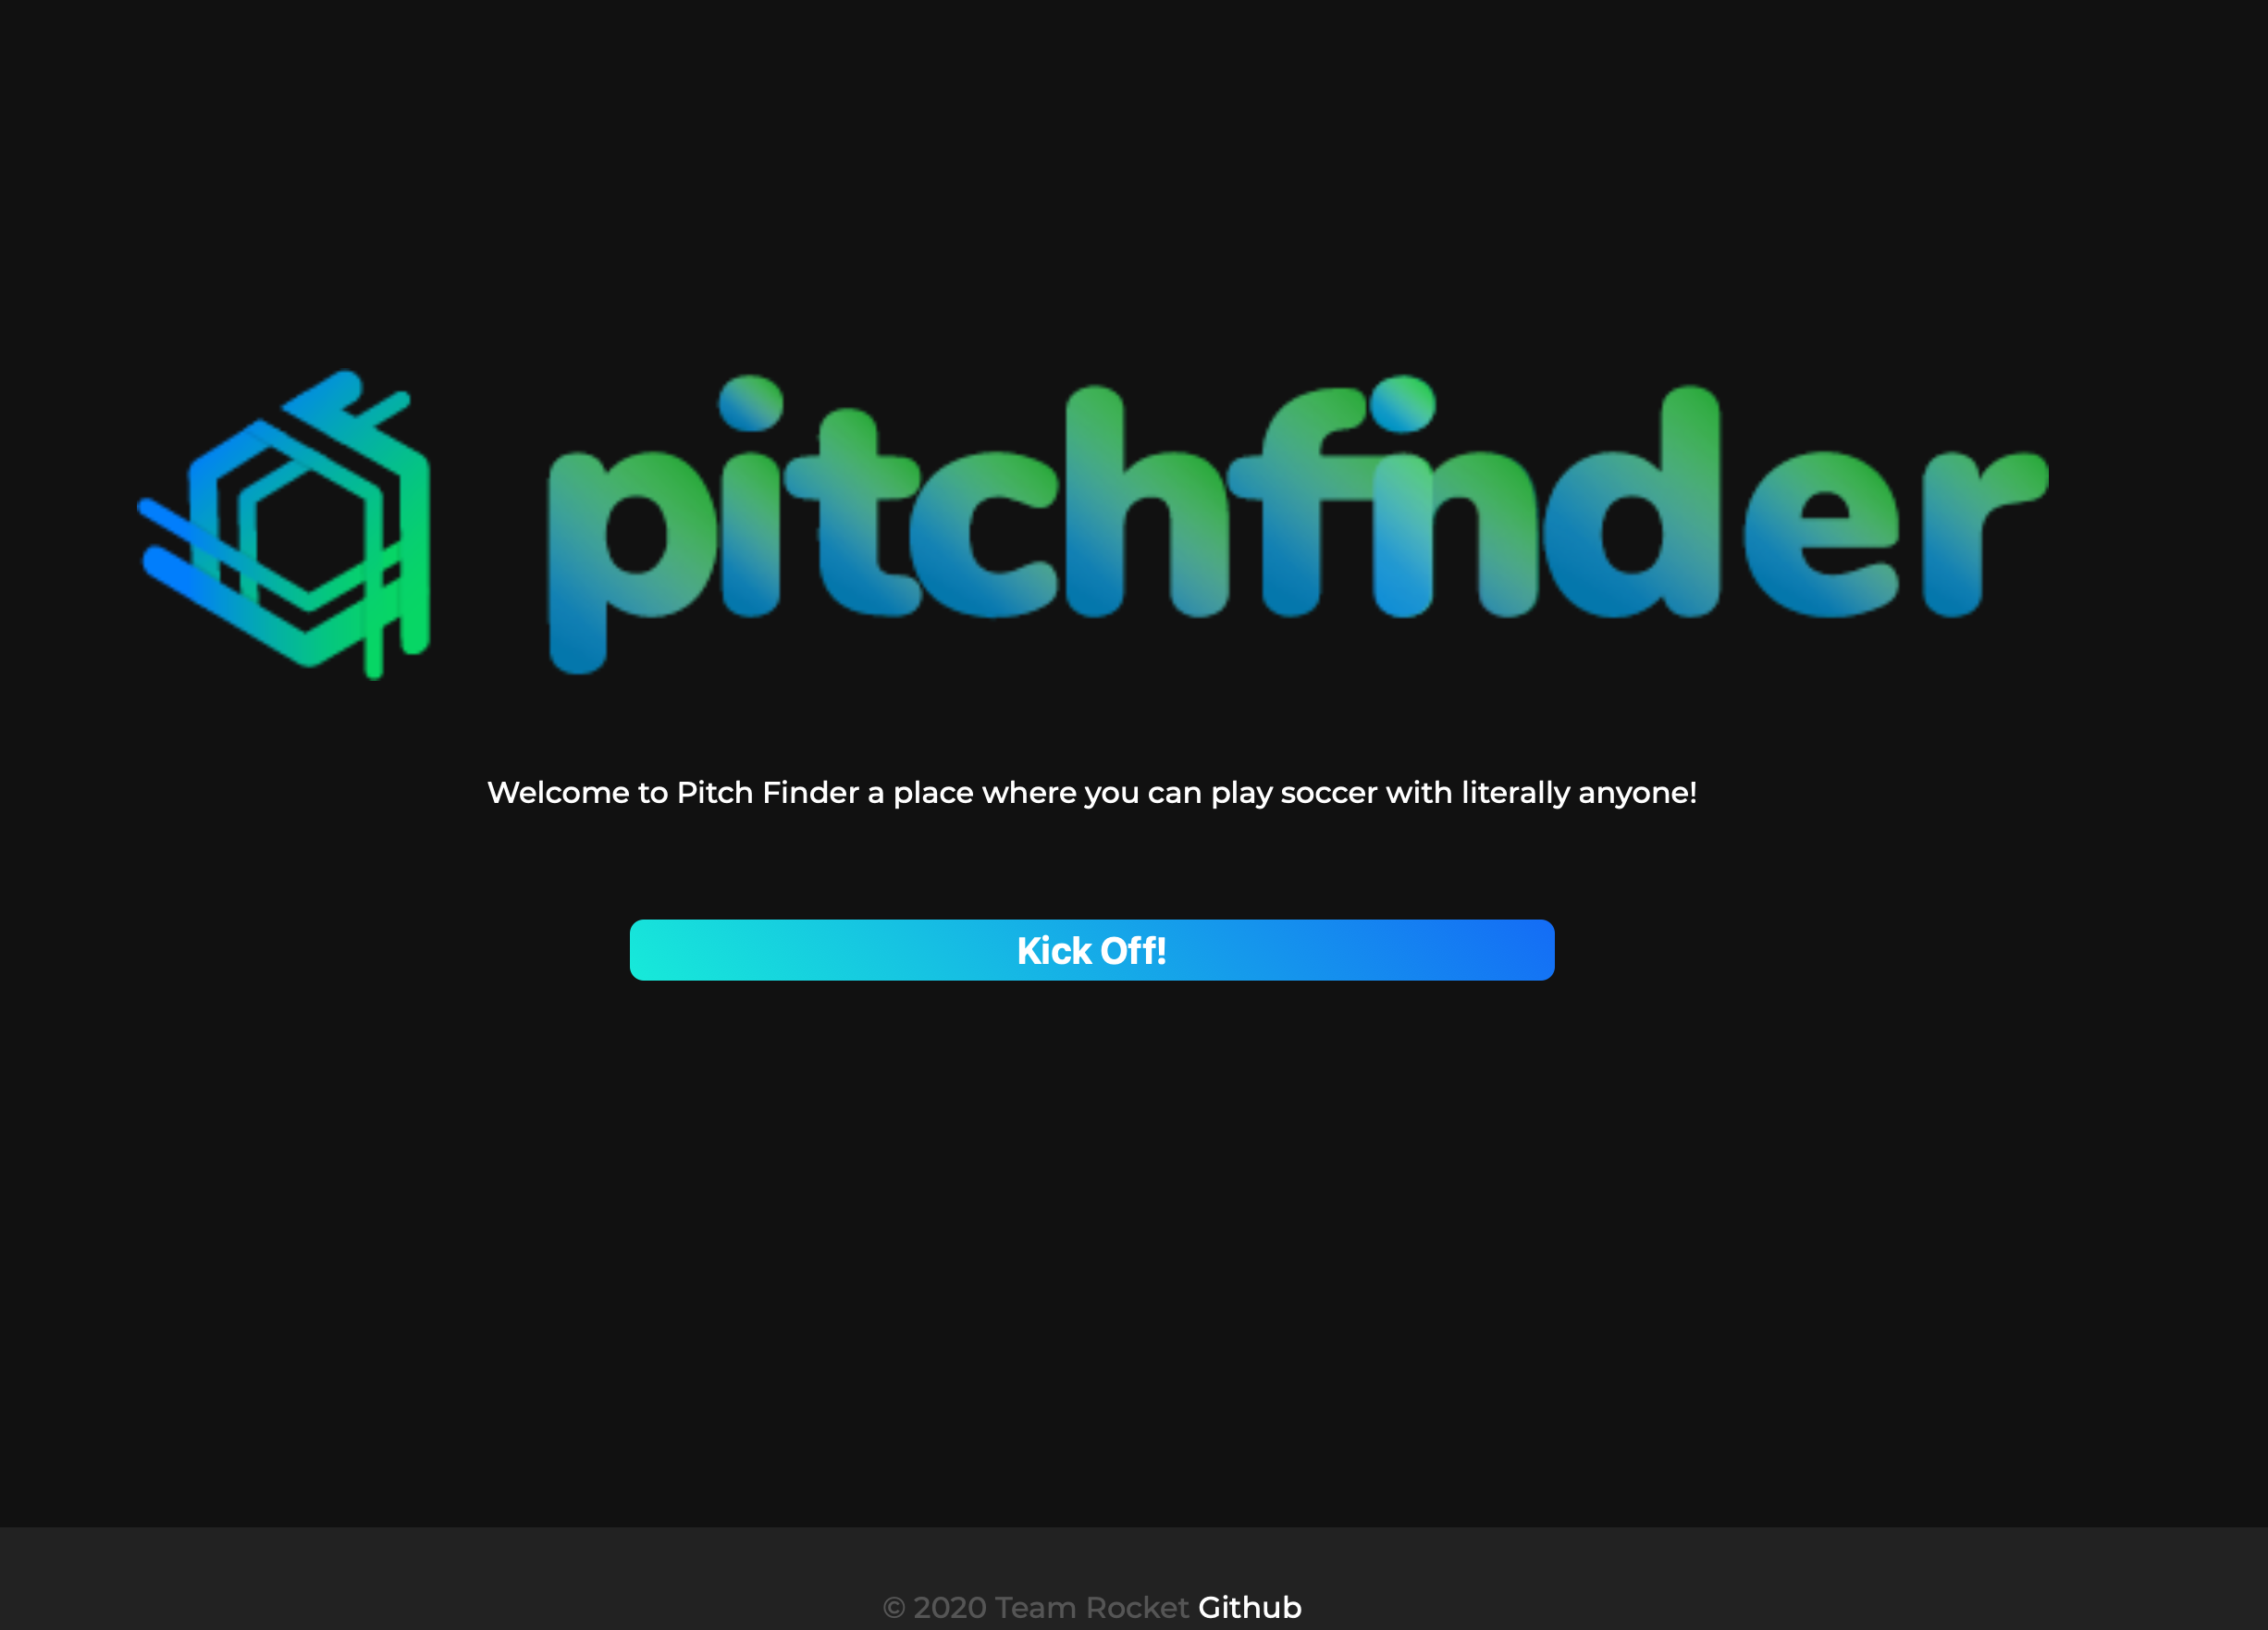 pitchfinder
Welcome to Pitch Finder a place where you can play soccer with literally anyone!
Kick Off!
© 2020 Team Rocket Github